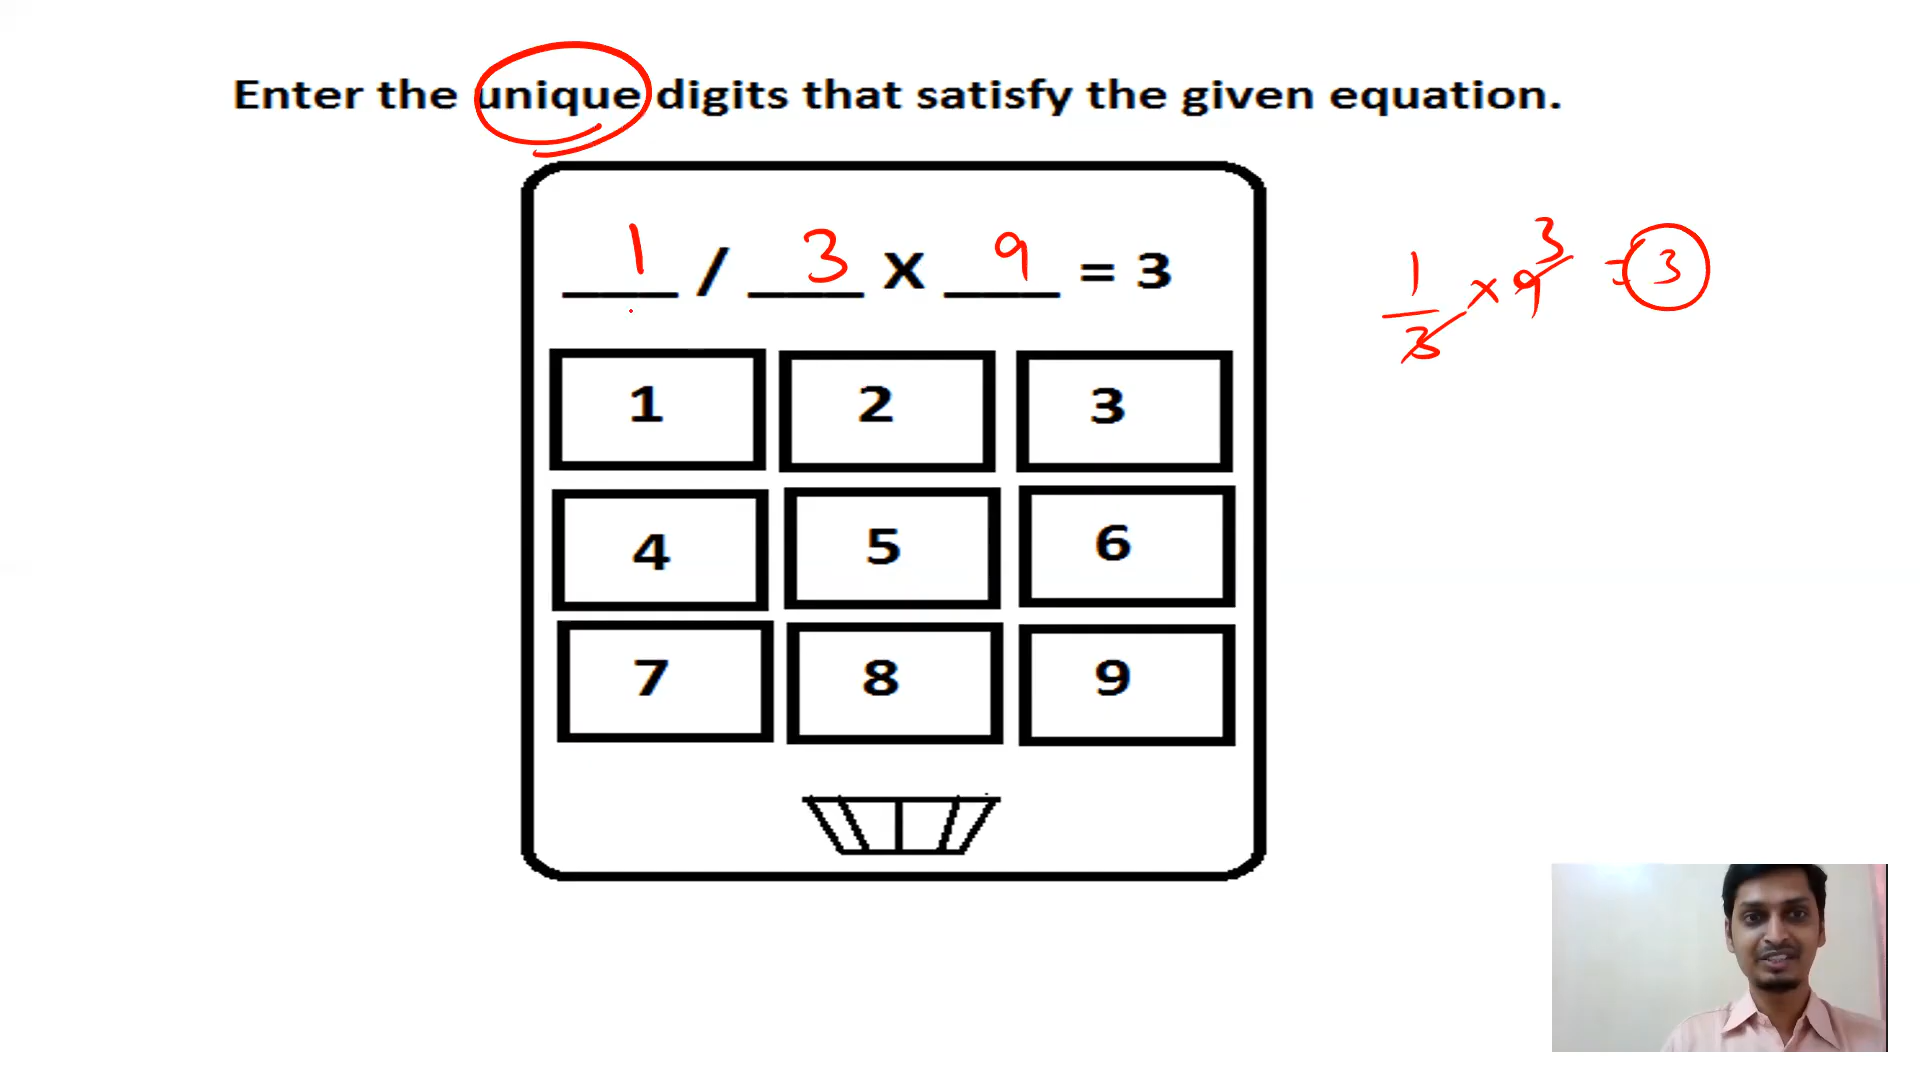 Enter the unique digits that satisfy the given equation.
1 / 3 X 9 = 3
1/3 x 9 3 = 3
1 2 3
4 5 6
7 8 9